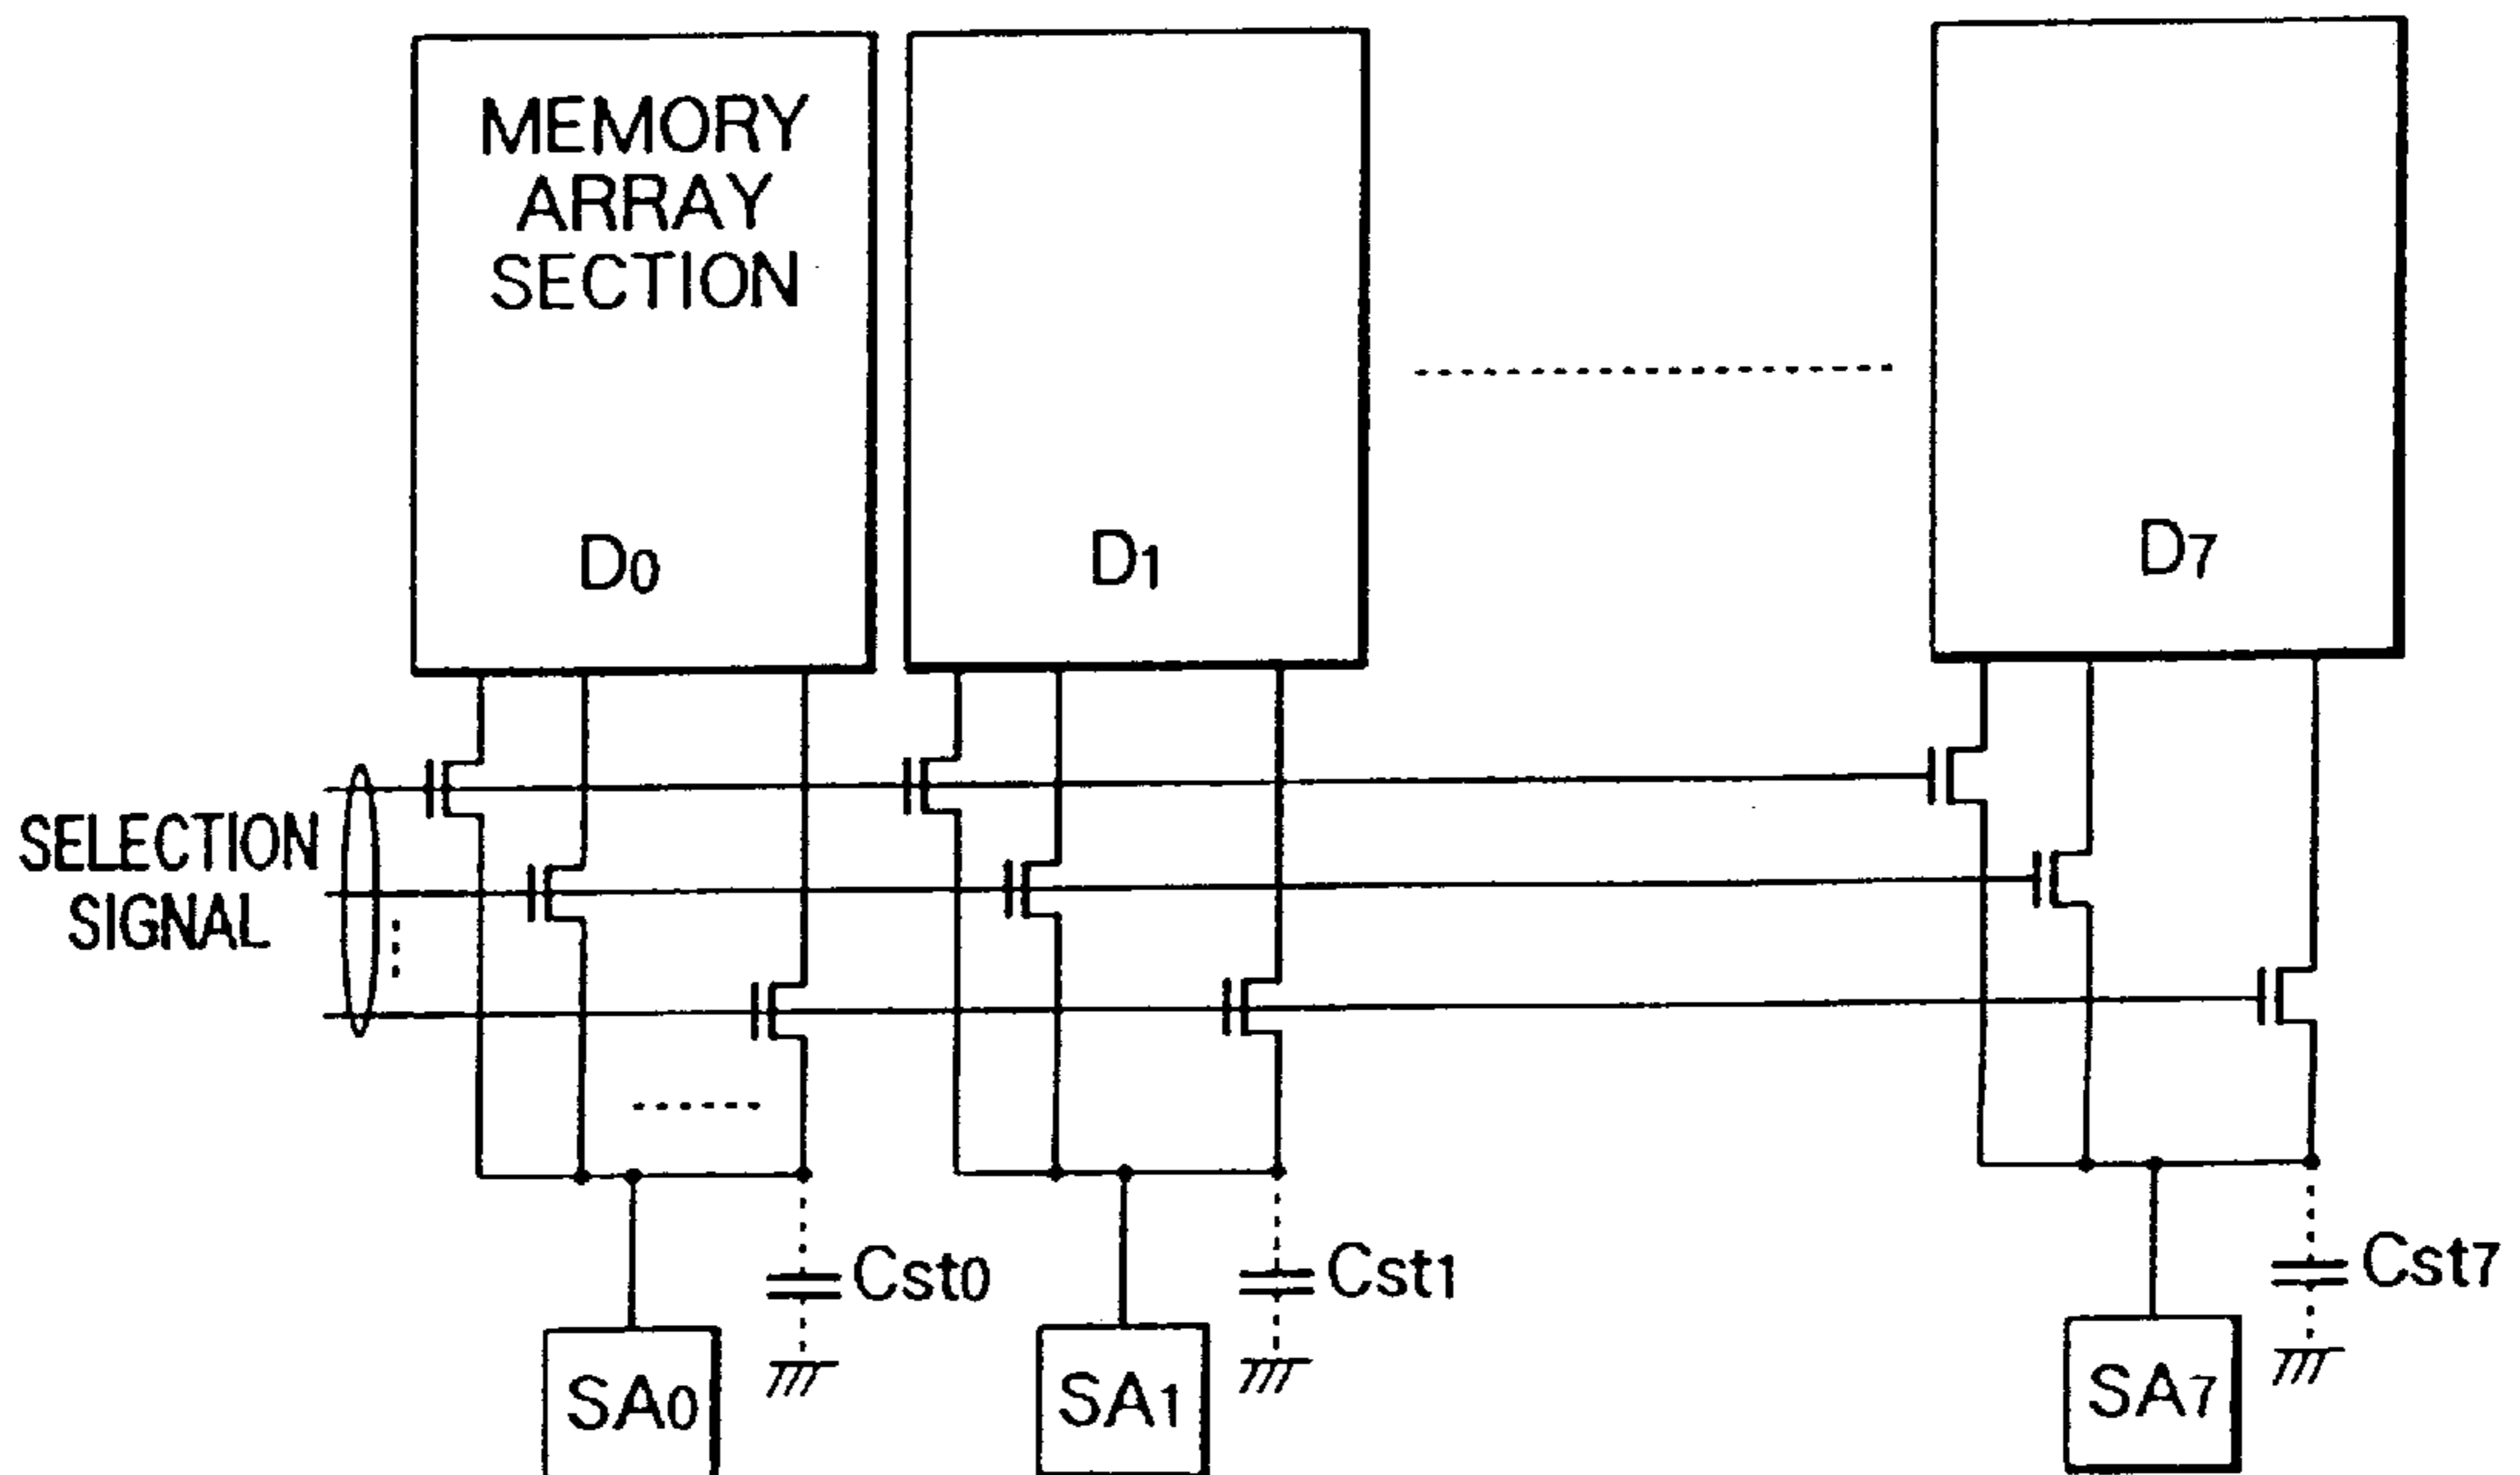 MEMORY
ARRAY
SECTION
D0
D1
D7
SELECTION
SIGNAL
Cst0
Cst1
Cst7
SA0
SA1
SA7